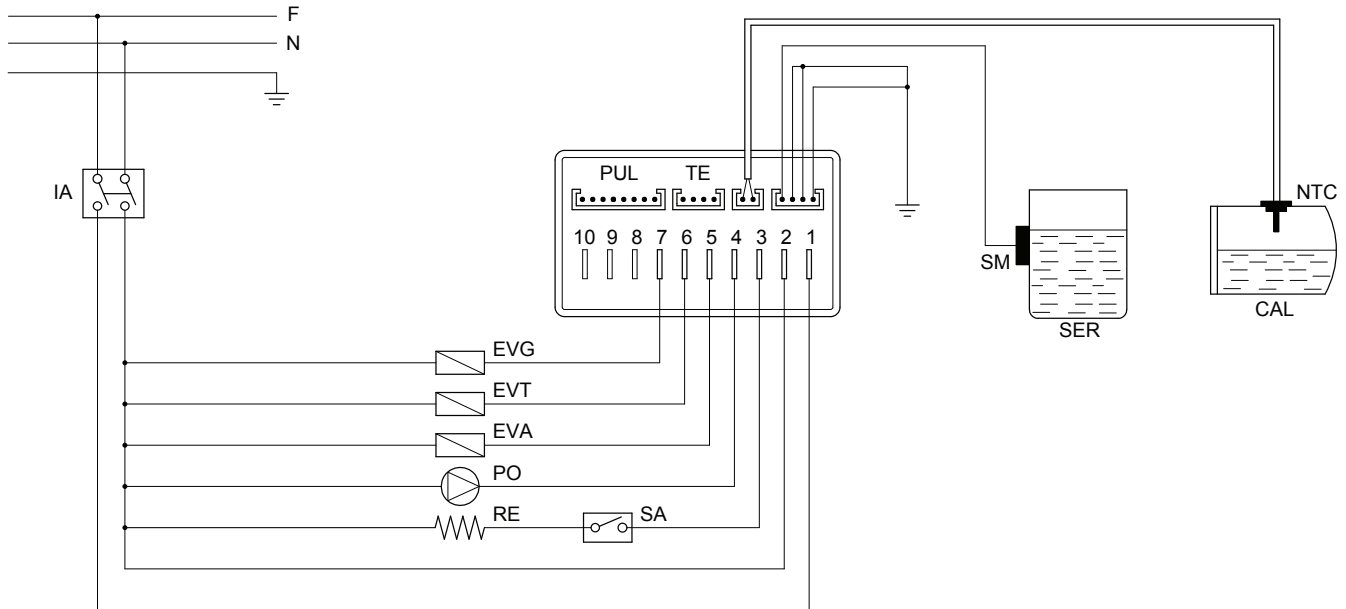 F
N
IA
PUL TE
10 9 8 7 6 5 4 3 2 1
NTC
SM
CAL
SER
EVG
EVT
EVA
PO
RE SA